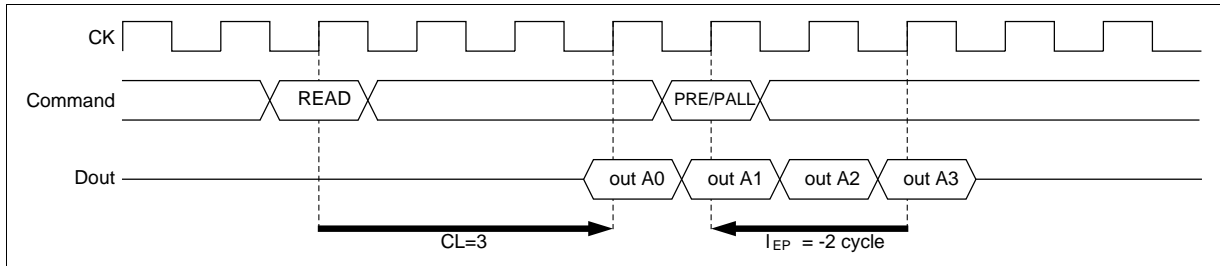 CK
Command READ PRE/PALL
Dout out A0 out A1 out A2 out A3
CL=3 lEP = -2 cycle